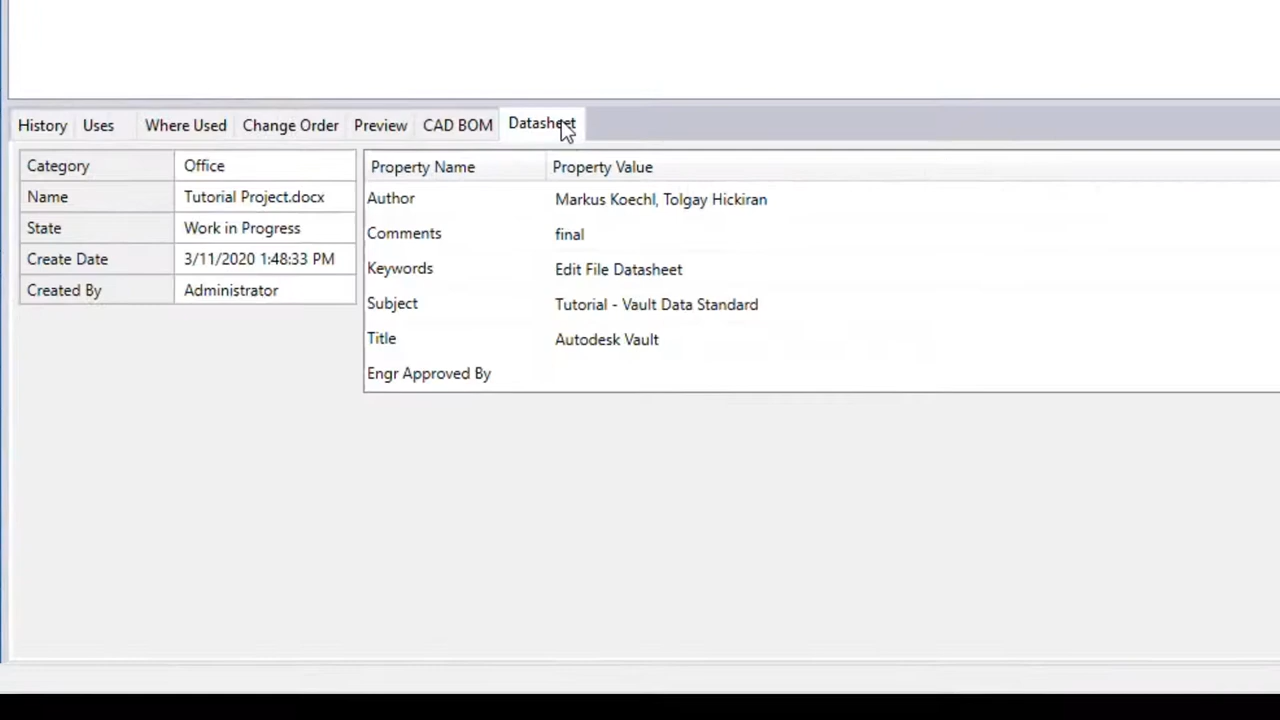 History Uses Where Used Change Order Preview CAD BOM Datasheet
Category Office
Name Tutorial Project.docx
State Work in Progress
Create Date 3/11/2020 1:48:33 PM
Created By Administrator
Property Name Property Value
Author Markus Koechl, Tolgay Hickiran
Comments final
Keywords Edit File Datasheet
Subject Tutorial - Vault Data Standard
Title Autodesk Vault
Engr Approved By